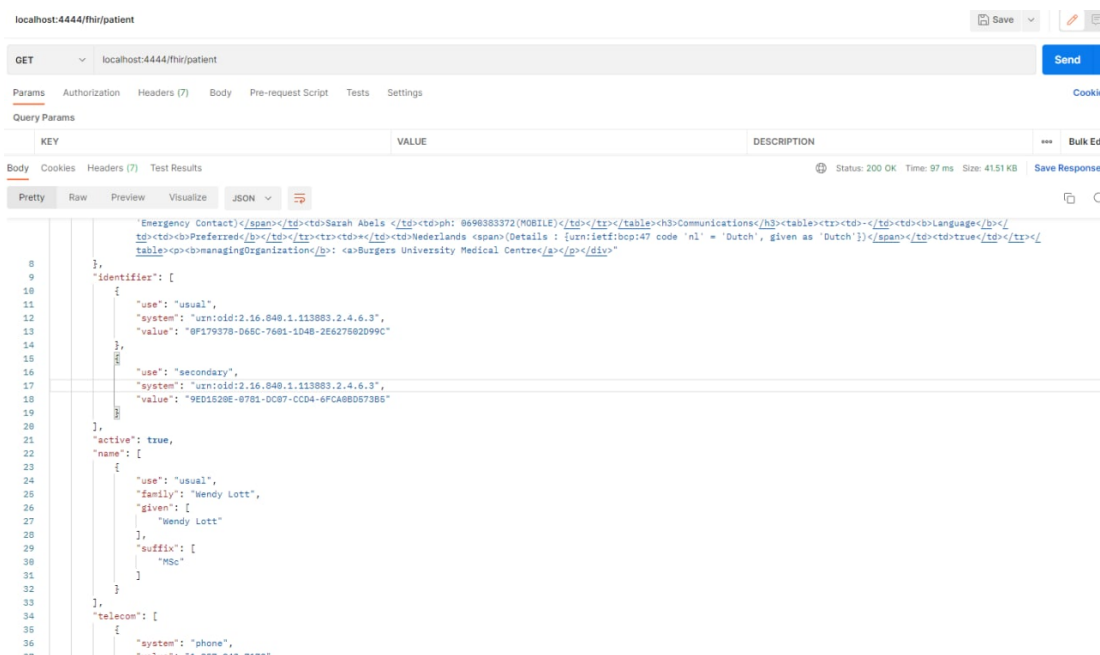 localhost:4444/fhir/patient
Save
GET
localhost:4444/fhir/patient
Send
Params Authorization Headers (7) Body Pre-request Script Tests Settings
Query Params
KEY VALUE DESCRIPTION ••• Bulk Ed
Body Cookies Headers (7) Test Results Status: 200 OK Time: 97 ms Size: 41.51 KB Save Response
Pretty Raw Preview Visualize JSON
'Emergency Contact)</span></td><td>Sarah Abels </td><td>ph: 0690383372(MOBILE)</td></tr></table><h3>Communications</h3><table><tr><td>-</td><td><b>Language</b></
td><td><b>Preferred</b></td></tr><tr><td>*</td><td>Nederlands <span>(Details : {urn:ietf:bcp:47 code 'nl' = 'Dutch', given as 'Dutch'})</span></td><td>true</td></tr></
table><p><b>managingOrganization</b>: <a>Burgers University Medical Centre</a></p></div>"
8 },
9 "identifier": [
10 {
11 "use": "usual",
12 "system": "urn:oid:2.16.840.1.113883.2.4.6.3",
13 "value": "0F179378-D65C-7601-1D4B-2E627502D99C"
14 },
15 {
16 "use": "secondary",
17 "system": "urn:oid:2.16.840.1.113883.2.4.6.3",
18 "value": "9ED1520E-0781-DC07-CCD4-6FCA0BD573B5"
19 }
20 ],
21 "active": true,
22 "name": [
23 {
24 "use": "usual",
25 "family": "Wendy Lott",
26 "given": [
27 "Wendy Lott"
28 ],
29 "suffix": [
30 "MSc"
31 ]
32 }
33 ],
34 "telecom": [
35 {
36 "system": "phone",